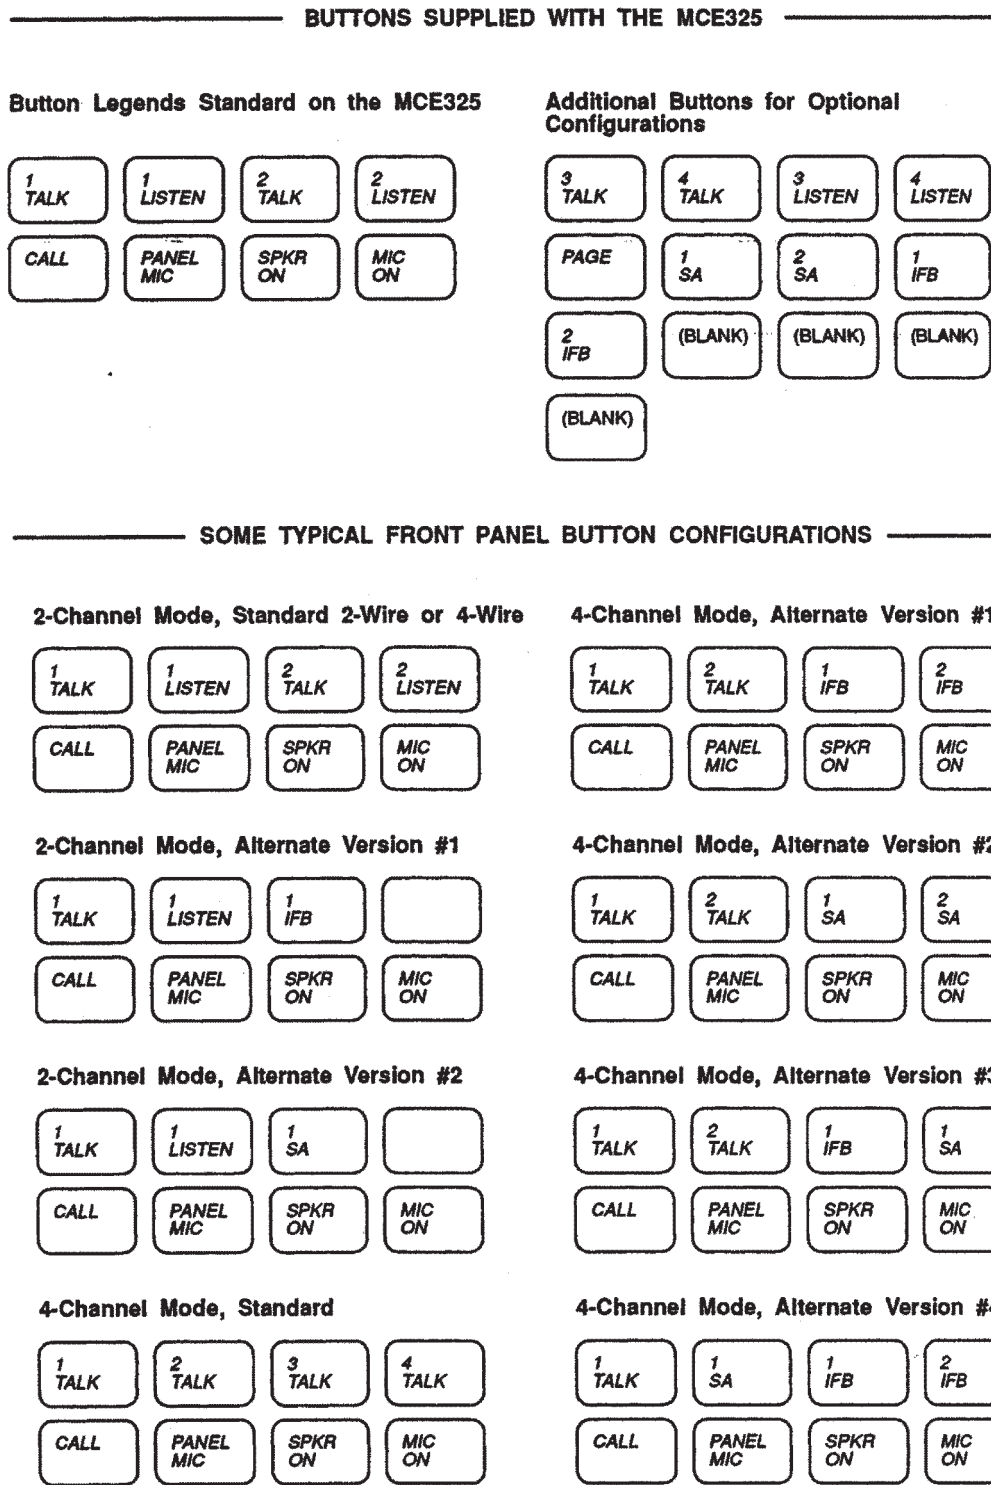 BUTTONS SUPPLIED WITH THE MCE325
Button Legends Standard on the MCE325
1 TALK
1 LISTEN
2 TALK
2 LISTEN
CALL
PANEL MIC
SPKR ON
MIC ON
Additional Buttons for Optional
Configurations
3 TALK
4 TALK
3 LISTEN
4 LISTEN
PAGE
1 SA
2 SA
1 IFB
2 IFB
(BLANK)
(BLANK)
(BLANK)
(BLANK)
SOME TYPICAL FRONT PANEL BUTTON CONFIGURATIONS
2-Channel Mode, Standard 2-Wire or 4-Wire
1 TALK
1 LISTEN
2 TALK
2 LISTEN
CALL
PANEL MIC
SPKR ON
MIC ON
2-Channel Mode, Alternate Version #1
1 TALK
1 LISTEN
1 IFB
CALL
PANEL MIC
SPKR ON
MIC ON
2-Channel Mode, Alternate Version #2
1 TALK
1 LISTEN
1 SA
CALL
PANEL MIC
SPKR ON
MIC ON
4-Channel Mode, Standard
1 TALK
2 TALK
3 TALK
4 TALK
CALL
PANEL MIC
SPKR ON
MIC ON
4-Channel Mode, Alternate Version #1
1 TALK
2 TALK
1 IFB
2 IFB
CALL
PANEL MIC
SPKR ON
MIC ON
4-Channel Mode, Alternate Version #2
1 TALK
2 TALK
1 SA
2 SA
CALL
PANEL MIC
SPKR ON
MIC ON
4-Channel Mode, Alternate Version #3
1 TALK
2 TALK
1 IFB
1 SA
CALL
PANEL MIC
SPKR ON
MIC ON
4-Channel Mode, Alternate Version #4
1 TALK
1 SA
1 IFB
2 IFB
CALL
PANEL MIC
SPKR ON
MIC ON